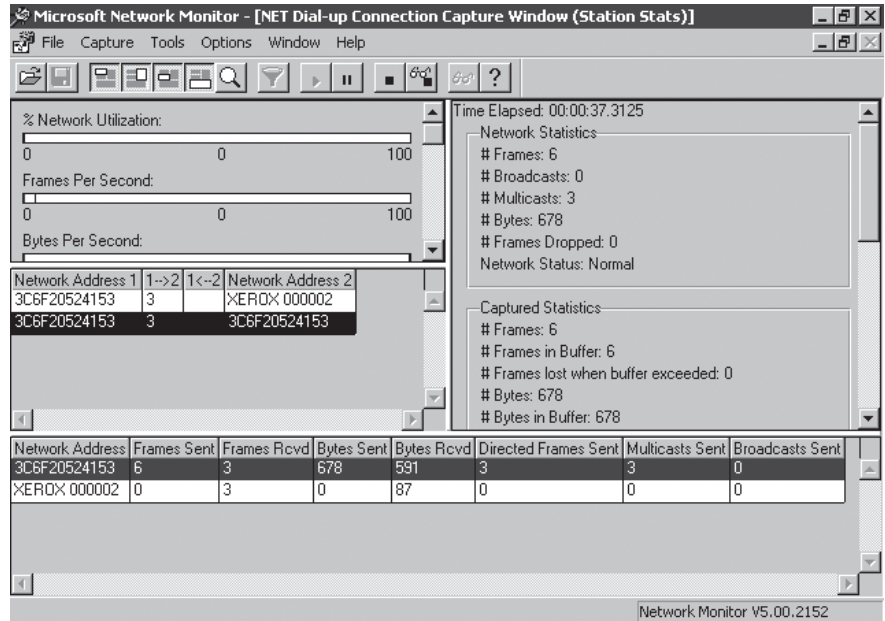 Microsoft Network Monitor - [NET Dial-up Connection Capture Window (Station Stats)]
File Capture Tools Options Window Help
% Network Utilization:
0 0 100
Frames Per Second:
0 0 100
Bytes Per Second:
Time Elapsed: 00:00:37.3125
Network Statistics
# Frames: 6
# Broadcasts: 0
# Multicasts: 3
# Bytes: 678
# Frames Dropped: 0
Network Status: Normal
Captured Statistics
# Frames: 6
# Frames in Buffer: 6
# Frames lost when buffer exceeded: 0
# Bytes: 678
# Bytes in Buffer: 678
Network Address 1 1-->2 1<--2 Network Address 2
3C6F20524153 3 XEROX 000002
3C6F20524153 3 3C6F20524153
Network Address Frames Sent Frames Rcvd Bytes Sent Bytes Rcvd Directed Frames Sent Multicasts Sent Broadcasts Sent
3C6F20524153 6 3 678 591 3 3 0
XEROX 000002 0 3 0 87 0 0 0
Network Monitor V5.00.2152